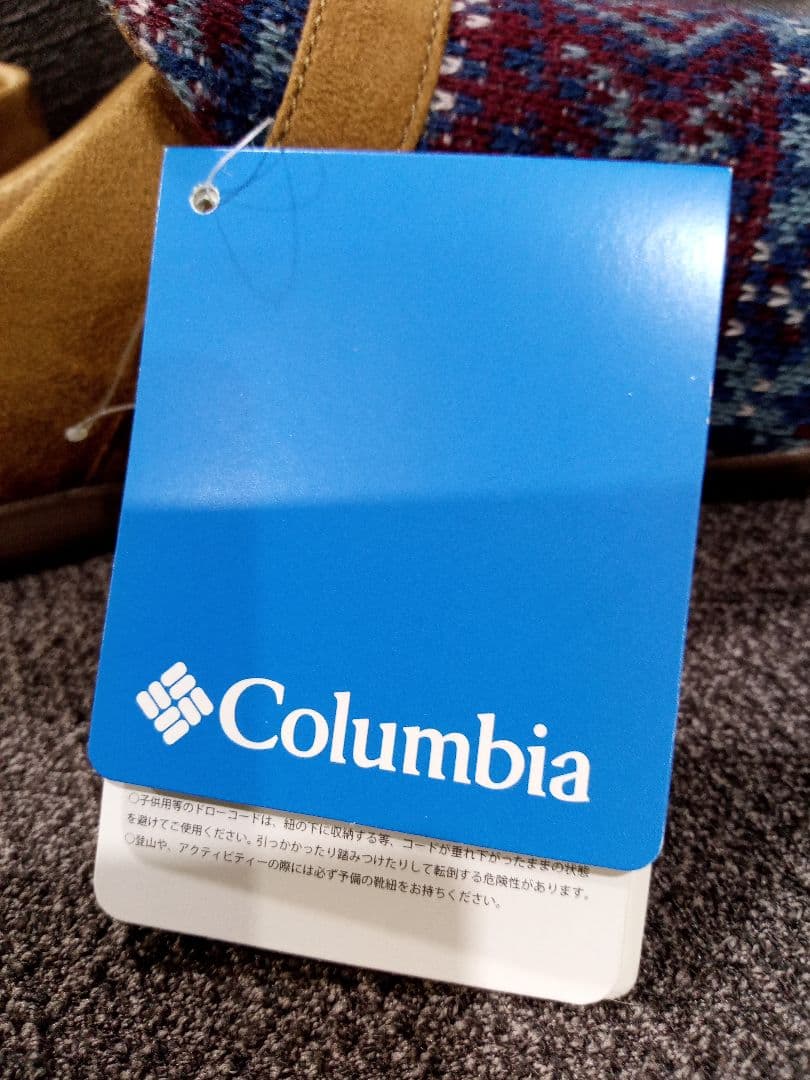 Columbia
○子供用等のドローコードは、紐の下に収納する等、コードが垂れ下がったままの状態
を避けてご使用ください。引っかかったり踏みつけたりして転倒する危険性があります。
○登山や、アクティビティーの際には必ず予備の靴紐をお持ちください。